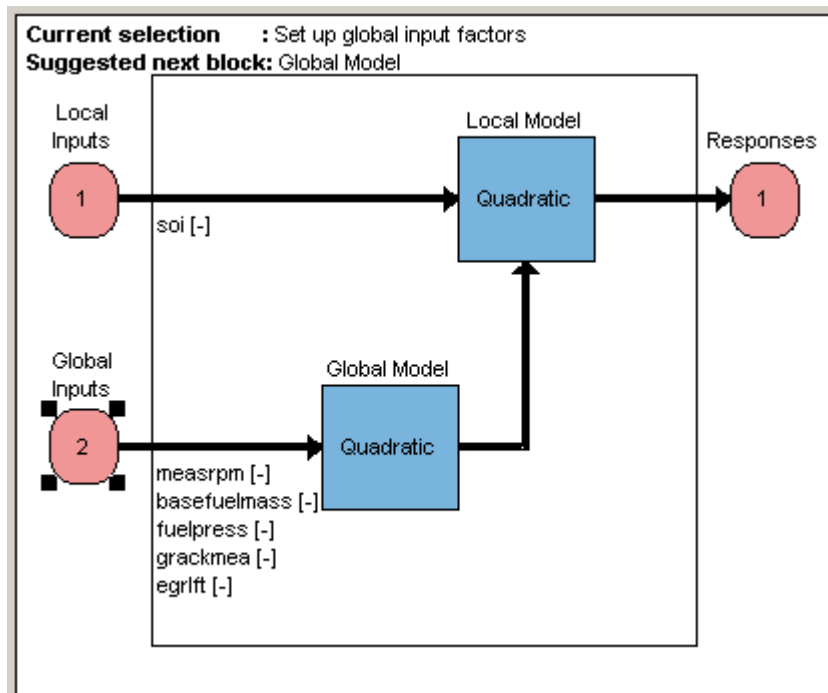 Current selection : Set up global input factors
Suggested next block: Global Model
Local
Inputs
1
soi [-]
Local Model
Quadratic
Responses
1
Global
Inputs
2
measrpm [-]
basefuelmass [-]
fuelpress [-]
grackmea [-]
egrlft [-]
Global Model
Quadratic